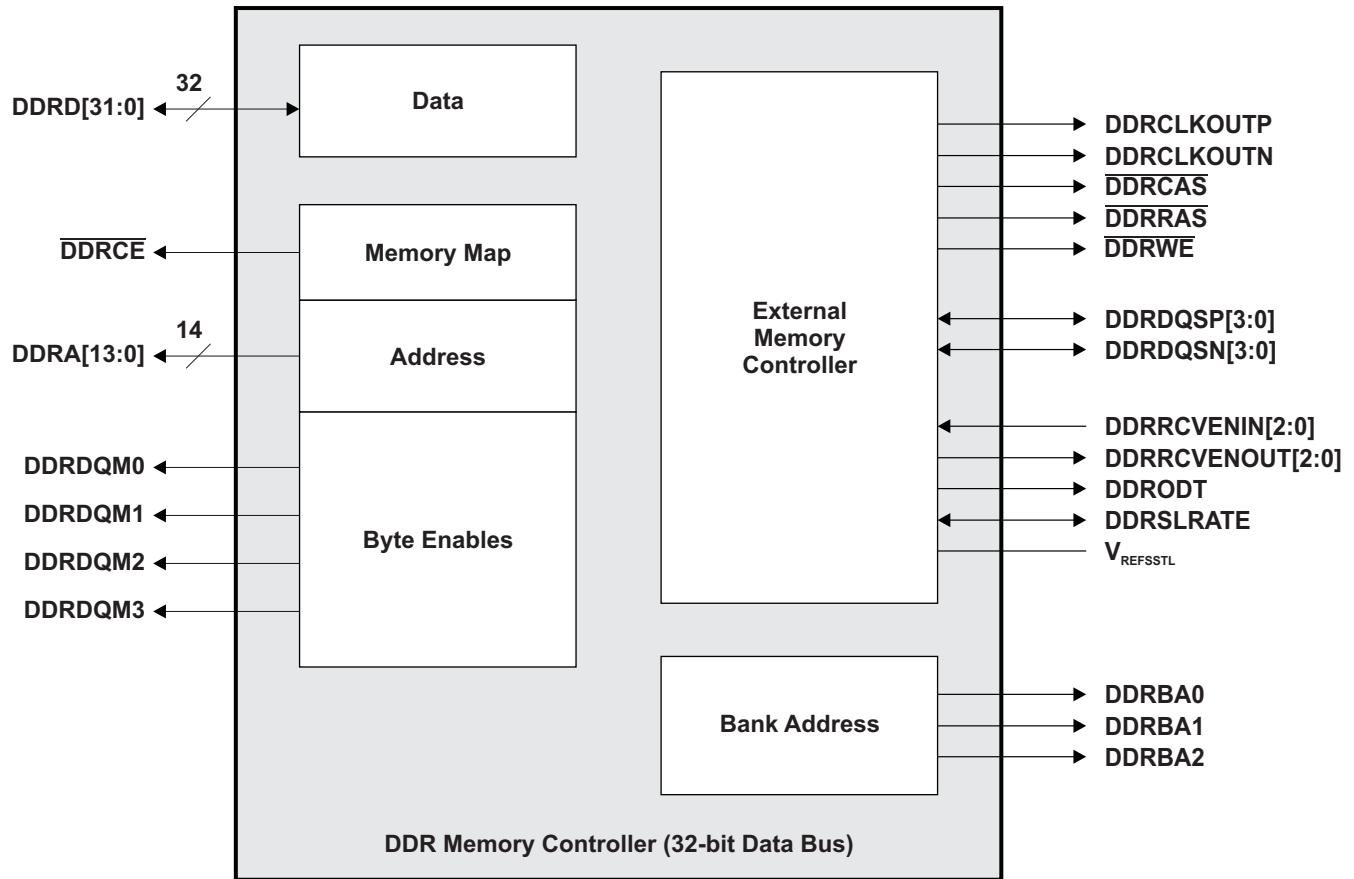 32
DDRD[31:0]
Data
DDRCE
Memory Map
14
DDRA[13:0]
Address
DDRDQM0
DDRDQM1
DDRDQM2
DDRDQM3
Byte Enables
External
Memory
Controller
DDRCLKOUTP
DDRCLKOUTN
DDRCAS
DDRRAS
DDRWE
DDRDQSP[3:0]
DDRDQSN[3:0]
DDRRCVENIN[2:0]
DDRRCVENOUT[2:0]
DDRODT
DDRSLRATE
VREFSSTL
Bank Address
DDRBA0
DDRBA1
DDRBA2
DDR Memory Controller (32-bit Data Bus)